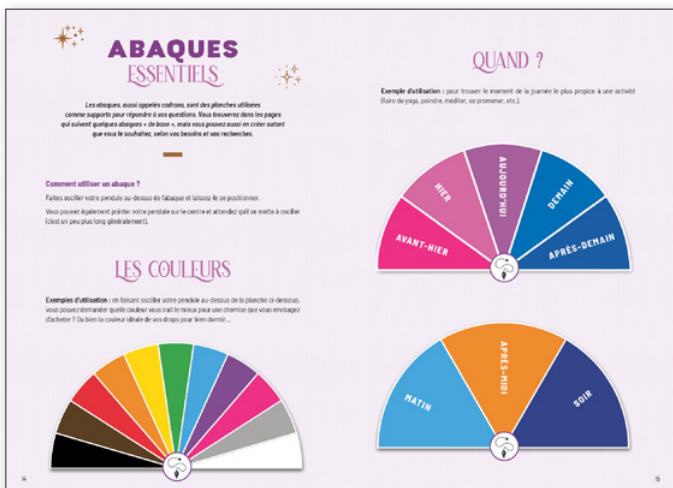 ABAQUES
ESSENTIELS
Les abaques, aussi appelés cadrans, sont des planches utilisées
comme supports pour répondre à vos questions. Vous trouverez dans les pages
qui suivent quelques abaques « de base », mais vous pouvez aussi en créer autant
que vous le souhaitez, selon vos besoins et vos recherches.
Comment utiliser un abaque ?
Faites osciller votre pendule au-dessus de l'abaque et laissez-le se positionner.
Vous pouvez également pointer votre pendule sur le centre et attendez qu'il se mette à osciller
(c'est un peu plus long généralement).
LES COULEURS
Exemples d'utilisation : en faisant osciller votre pendule au-dessus de la planche ci-dessous,
vous pouvez demander quelle couleur vous irait le mieux pour une chemise que vous envisagez
d'acheter ? Ou bien la couleur idéale de vos draps pour bien dormir...
14
QUAND ?
Exemple d'utilisation : pour trouver le moment de la journée le plus propice à une activité
(faire du yoga, peindre, méditer, se promener, etc.).
AVANT-HIER
HIER
AUJOURD'HUI
DEMAIN
APRÈS-DEMAIN
MATIN
APRÈS-MIDI
SOIR
15